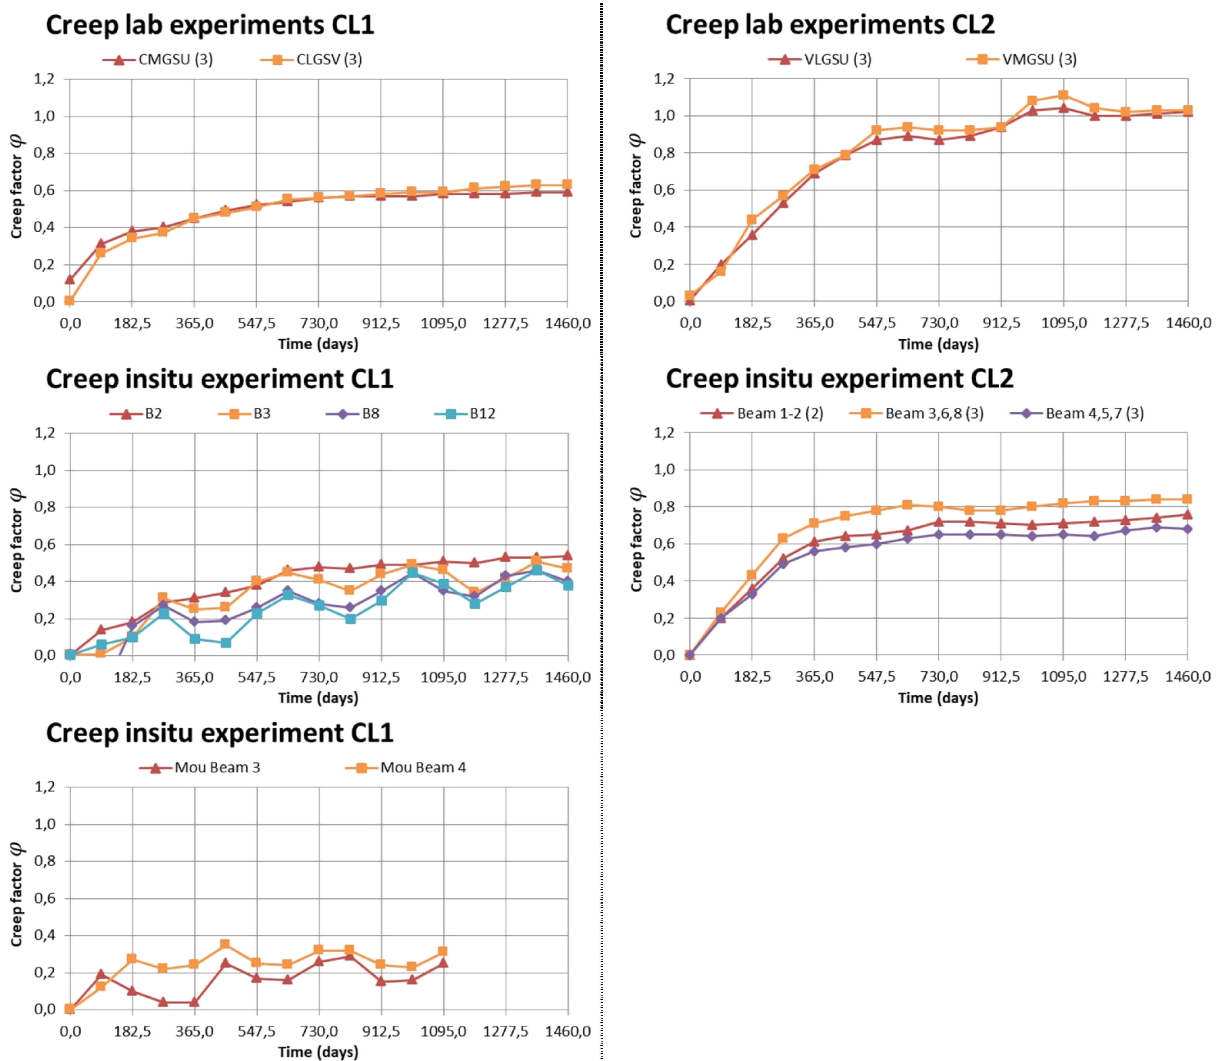 Creep lab experiments CL1
CMGSU (3) CLGSV (3)
1,2
1,0
0,8
0,6
0,4
0,2
0,0
Creep factor φ
0,0 182,5 365,0 547,5 730,0 912,5 1095,0 1277,5 1460,0
Time (days)
Creep lab experiments CL2
VLGSU (3) VMGSU (3)
1,2
1,0
0,8
0,6
0,4
0,2
0,0
Creep factor φ
0,0 182,5 365,0 547,5 730,0 912,5 1095,0 1277,5 1460,0
Time (days)
Creep insitu experiment CL1
B2 B3 B8 B12
1,2
1,0
0,8
0,6
0,4
0,2
0,0
Creep factor φ
0,0 182,5 365,0 547,5 730,0 912,5 1095,0 1277,5 1460,0
Time (days)
Creep insitu experiment CL2
Beam 1-2 (2) Beam 3,6,8 (3) Beam 4,5,7 (3)
1,2
1,0
0,8
0,6
0,4
0,2
0,0
Creep factor φ
0,0 182,5 365,0 547,5 730,0 912,5 1095,0 1277,5 1460,0
Time (days)
Creep insitu experiment CL1
Mou Beam 3 Mou Beam 4
1,2
1,0
0,8
0,6
0,4
0,2
0,0
Creep factor φ
0,0 182,5 365,0 547,5 730,0 912,5 1095,0 1277,5 1460,0
Time (days)